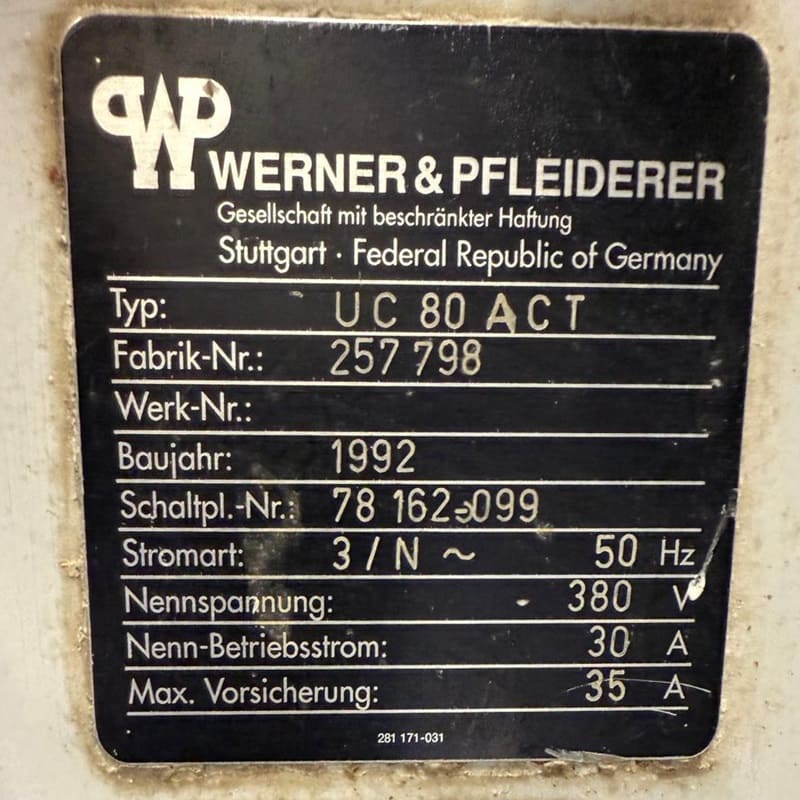 WP
WERNER & PFLEIDERER
Gesellschaft mit beschränkter Haftung
Stuttgart · Federal Republic of Germany
Typ: UC 80 ACT
Fabrik-Nr.: 257 798
Werk-Nr.:
Baujahr: 1992
Schaltpl.-Nr.: 78 162-099
Stromart: 3 / N ~ 50 Hz
Nennspannung: 380 V
Nenn-Betriebsstrom: 30 A
Max. Vorsicherung: 35 A
281 171-031